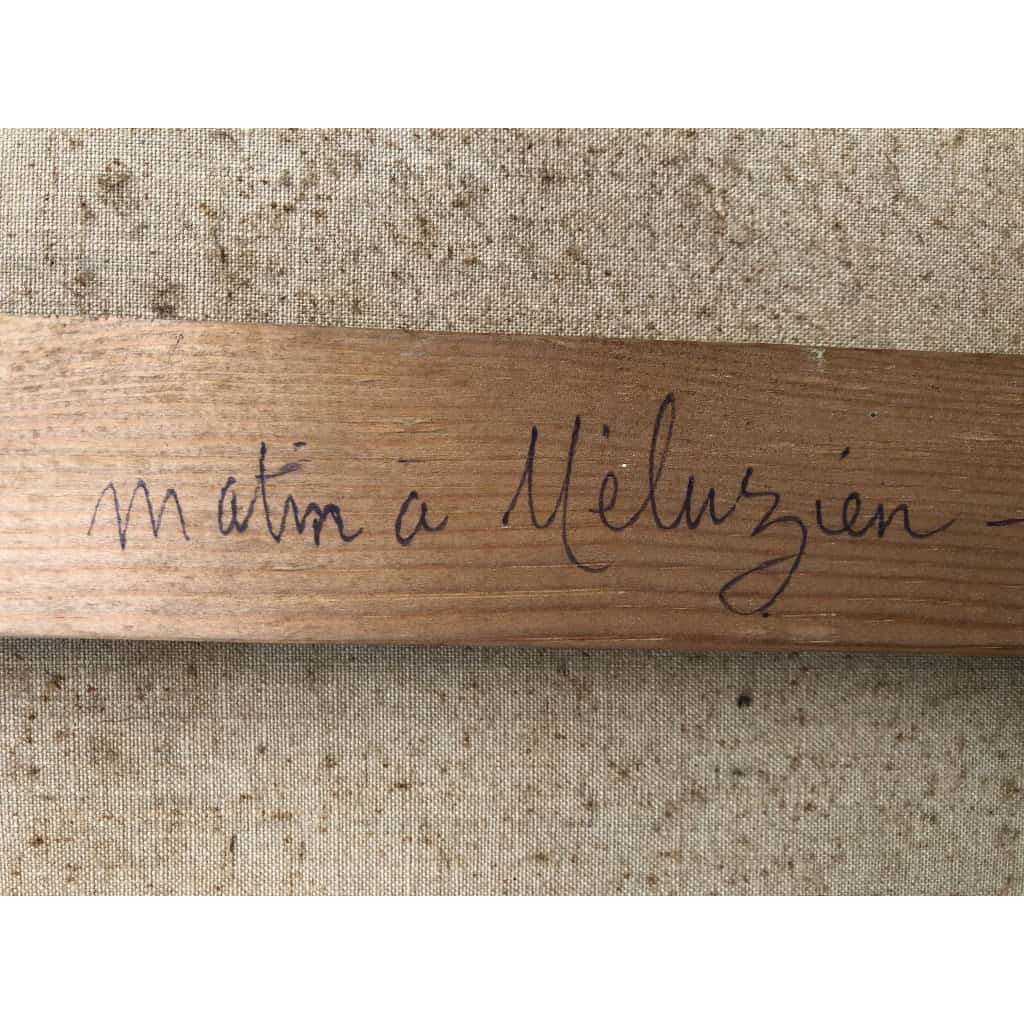 Matin à Méluzien -